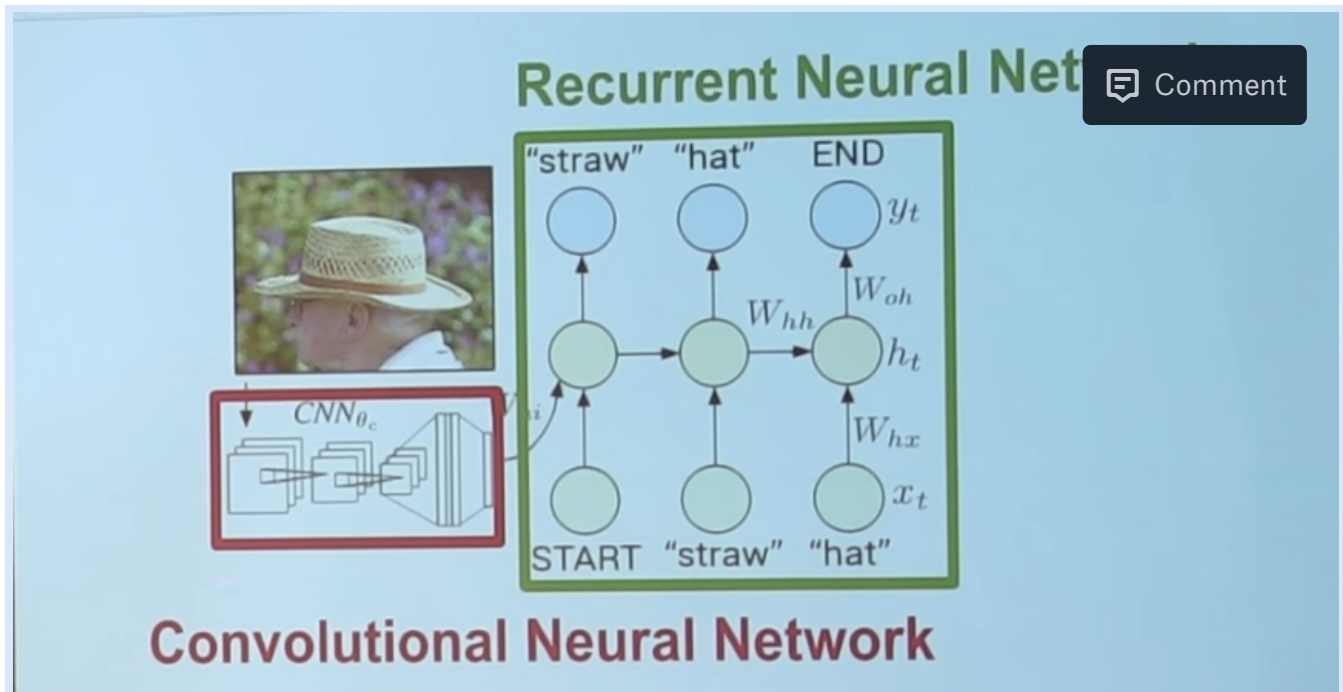 Recurrent Neural Net
Comment
"straw" "hat" END
yt
Woh
Whh
ht
CNNθc
Whx
xt
START "straw" "hat"
Convolutional Neural Network